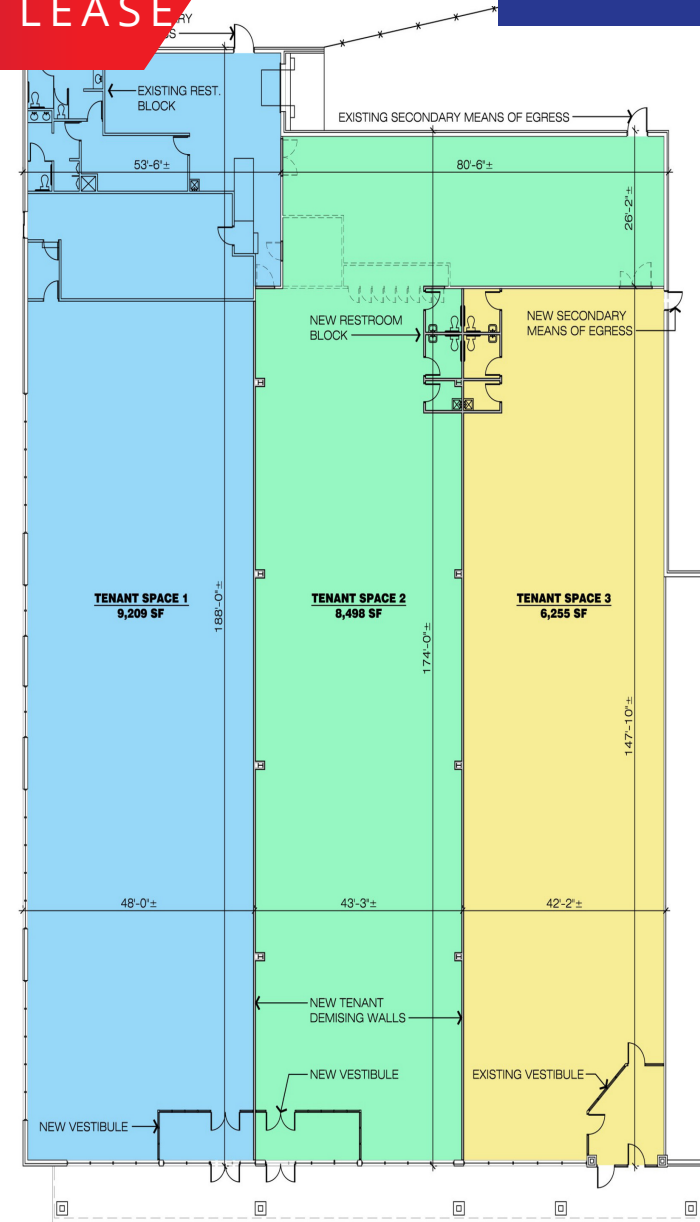 LEASE
EXISTING REST.
BLOCK
EXISTING SECONDARY MEANS OF EGRESS
53'-6"±
80'-6"±
26'-2"±
NEW RESTROOM
BLOCK
NEW SECONDARY
MEANS OF EGRESS
TENANT SPACE 1
9,209 SF
188'-0"±
TENANT SPACE 2
8,498 SF
174'-0"±
TENANT SPACE 3
6,255 SF
147'-10"±
48'-0"±
43'-3"±
42'-2"±
NEW TENANT
DEMISING WALLS
NEW VESTIBULE
EXISTING VESTIBULE
NEW VESTIBULE